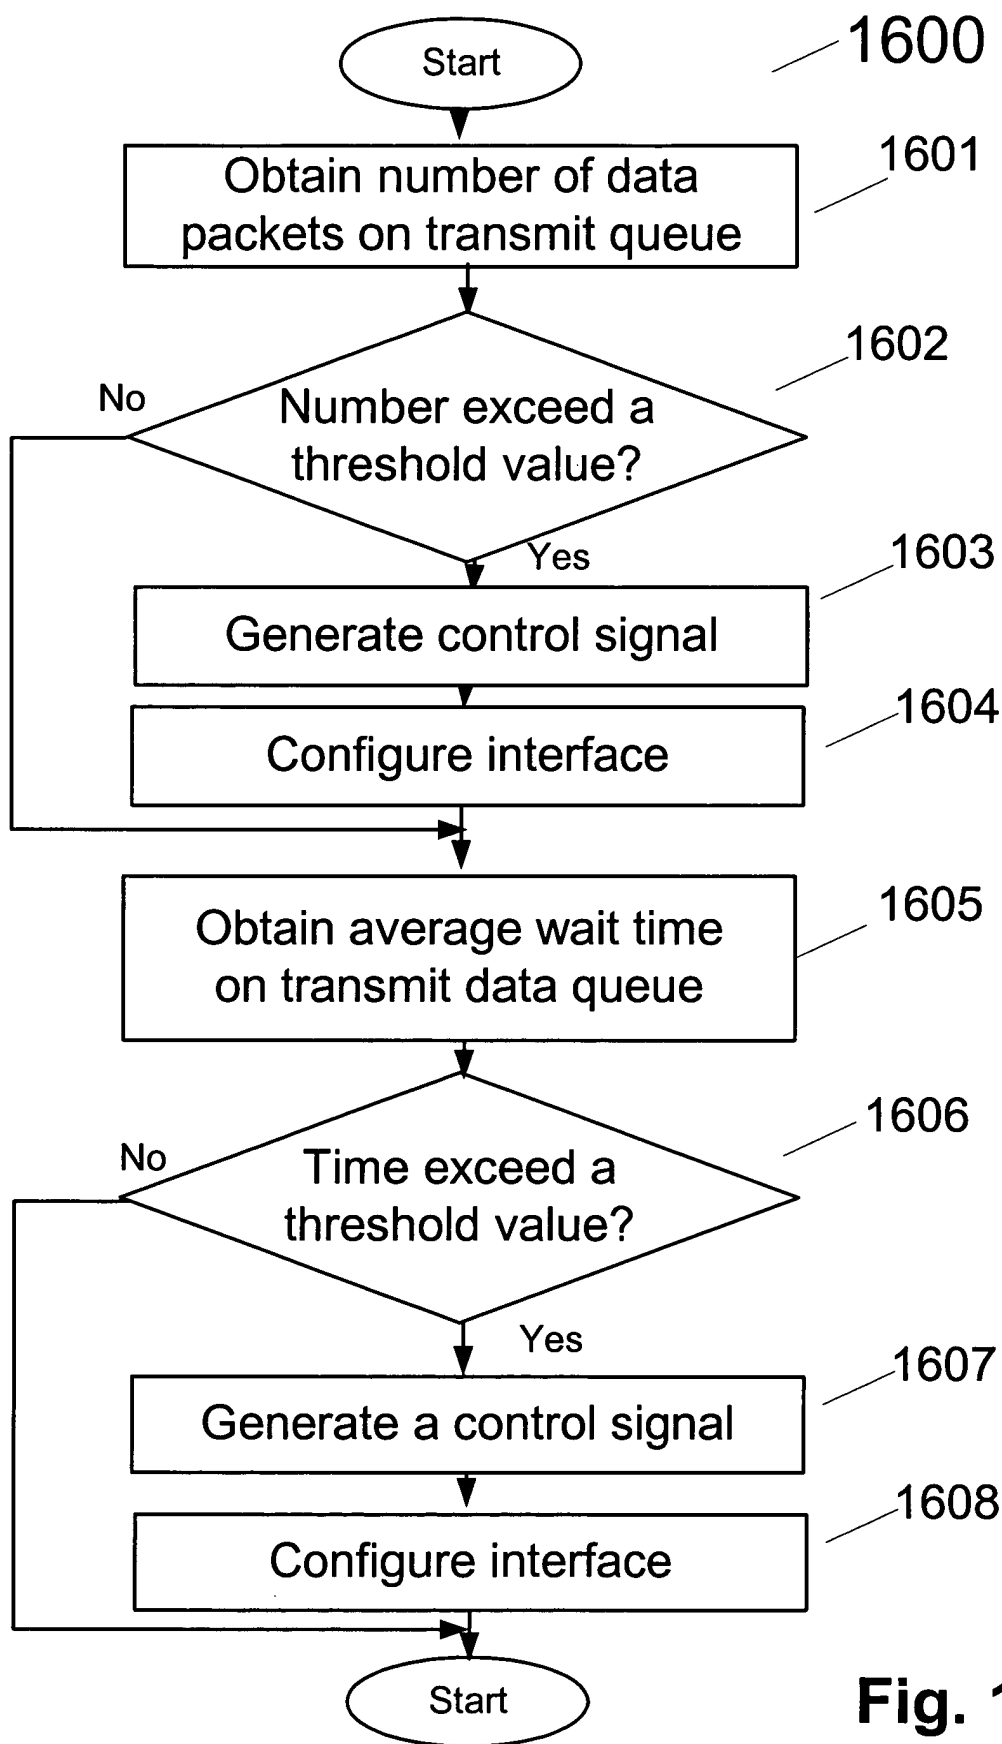 Start
1600
1601
Obtain number of data
packets on transmit queue
1602
No
Number exceed a
threshold value?
Yes
1603
Generate control signal
1604
Configure interface
1605
Obtain average wait time
on transmit data queue
1606
No
Time exceed a
threshold value?
Yes
1607
Generate a control signal
1608
Configure interface
Start
Fig. 1